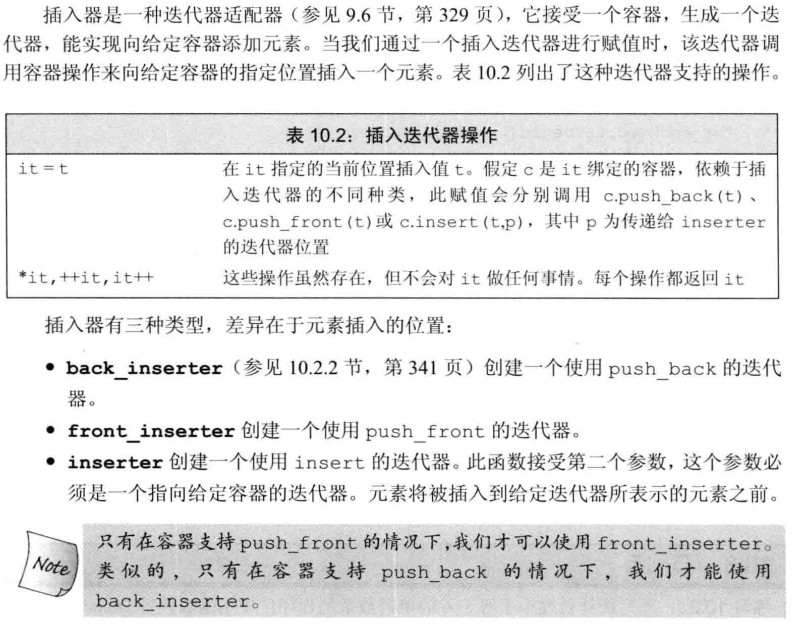 插入器是一种迭代器适配器（参见 9.6 节，第 329 页），它接受一个容器，生成一个迭
代器，能实现向给定容器添加元素。当我们通过一个插入迭代器进行赋值时，该迭代器调
用容器操作来向给定容器的指定位置插入一个元素。表 10.2 列出了这种迭代器支持的操作。
表 10.2：插入迭代器操作
it = t 在 it 指定的当前位置插入值 t。假定 c 是 it 绑定的容器，依赖于插
入迭代器的不同种类，此赋值会分别调用 c.push_back(t)、
c.push_front(t)或 c.insert(t,p)，其中 p 为传递给 inserter
的迭代器位置
*it,++it,it++ 这些操作虽然存在，但不会对 it 做任何事情。每个操作都返回 it
插入器有三种类型，差异在于元素插入的位置：
• back_inserter（参见 10.2.2 节，第 341 页）创建一个使用 push_back 的迭代
器。
• front_inserter 创建一个使用 push_front 的迭代器。
• inserter 创建一个使用 insert 的迭代器。此函数接受第二个参数，这个参数必
须是一个指向给定容器的迭代器。元素将被插入到给定迭代器所表示的元素之前。
Note
只有在容器支持 push_front 的情况下，我们才可以使用 front_inserter。
类似的，只有在容器支持 push_back 的情况下，我们才能使用
back_inserter。